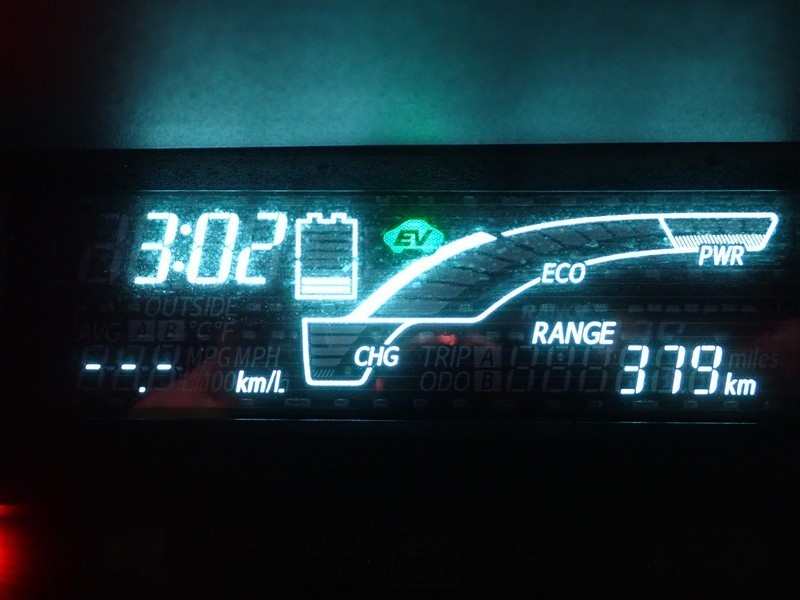 3:02
EV
PWR
ECO
OUTSIDE
RANGE
AVG A B °C°F
CHG
MPG MPH
TRIP A
379 km
miles
--.- km/L
L/100
ODO B